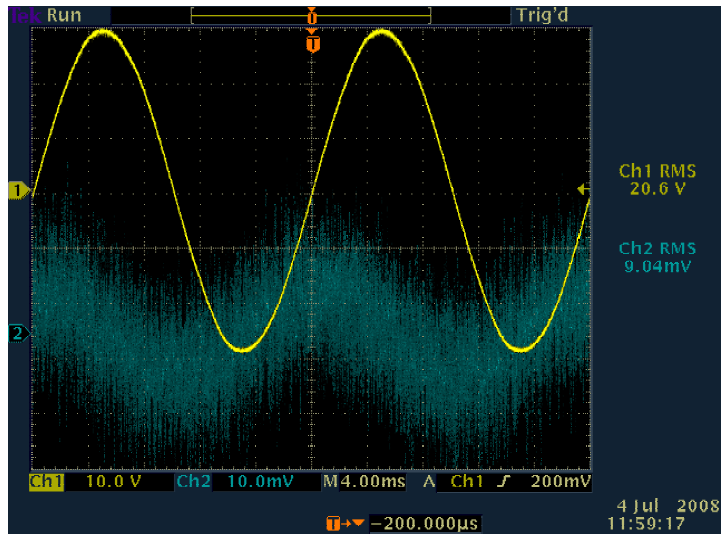 Tek Run Trig'd
T
1
Ch1 RMS
20.6 V
Ch2 RMS
9.04mV
2
Ch1 10.0 V Ch2 10.0mV M4.00ms A Ch1 200mV
T -200.000µs
4 Jul 2008
11:59:17